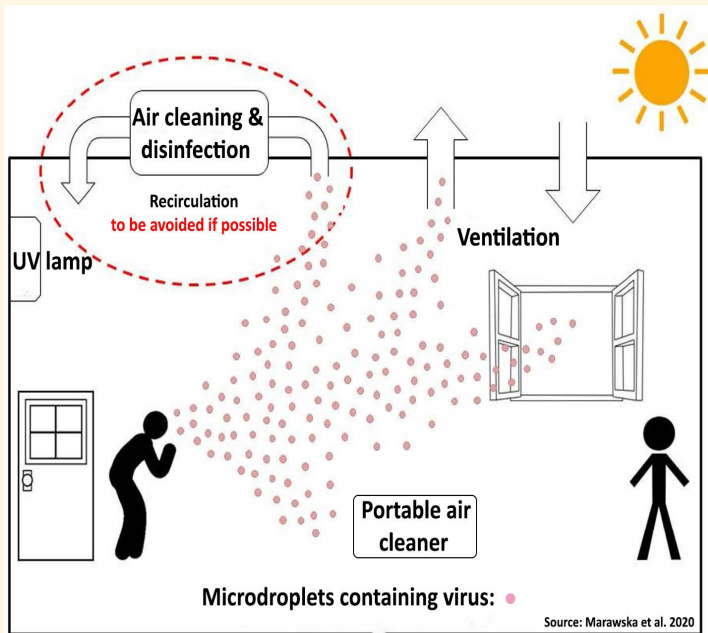 Air cleaning &
disinfection
Recirculation
to be avoided if possible
UV lamp
Ventilation
Portable air
cleaner
Microdroplets containing virus:
Source: Marawska et al. 2020